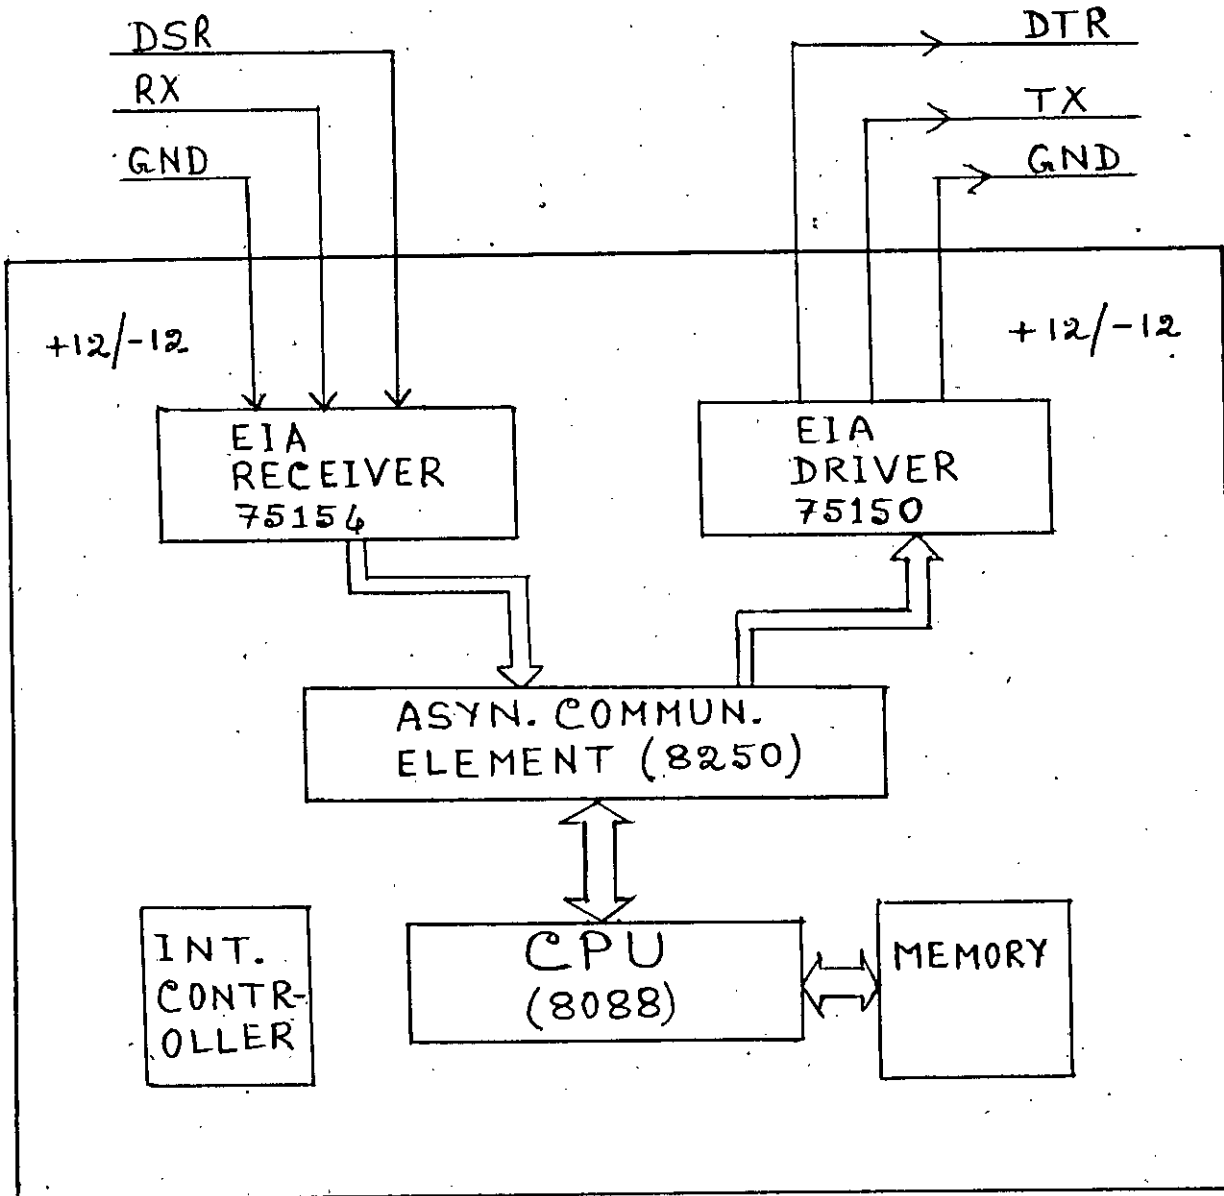 DSR
RX
GND
DTR
TX
GND
+12/-12
+12/-12
EIA
RECEIVER
75154
EIA
DRIVER
75150
ASYN. COMMUN.
ELEMENT (8250)
INT.
CONTR-
OLLER
CPU
(8088)
MEMORY